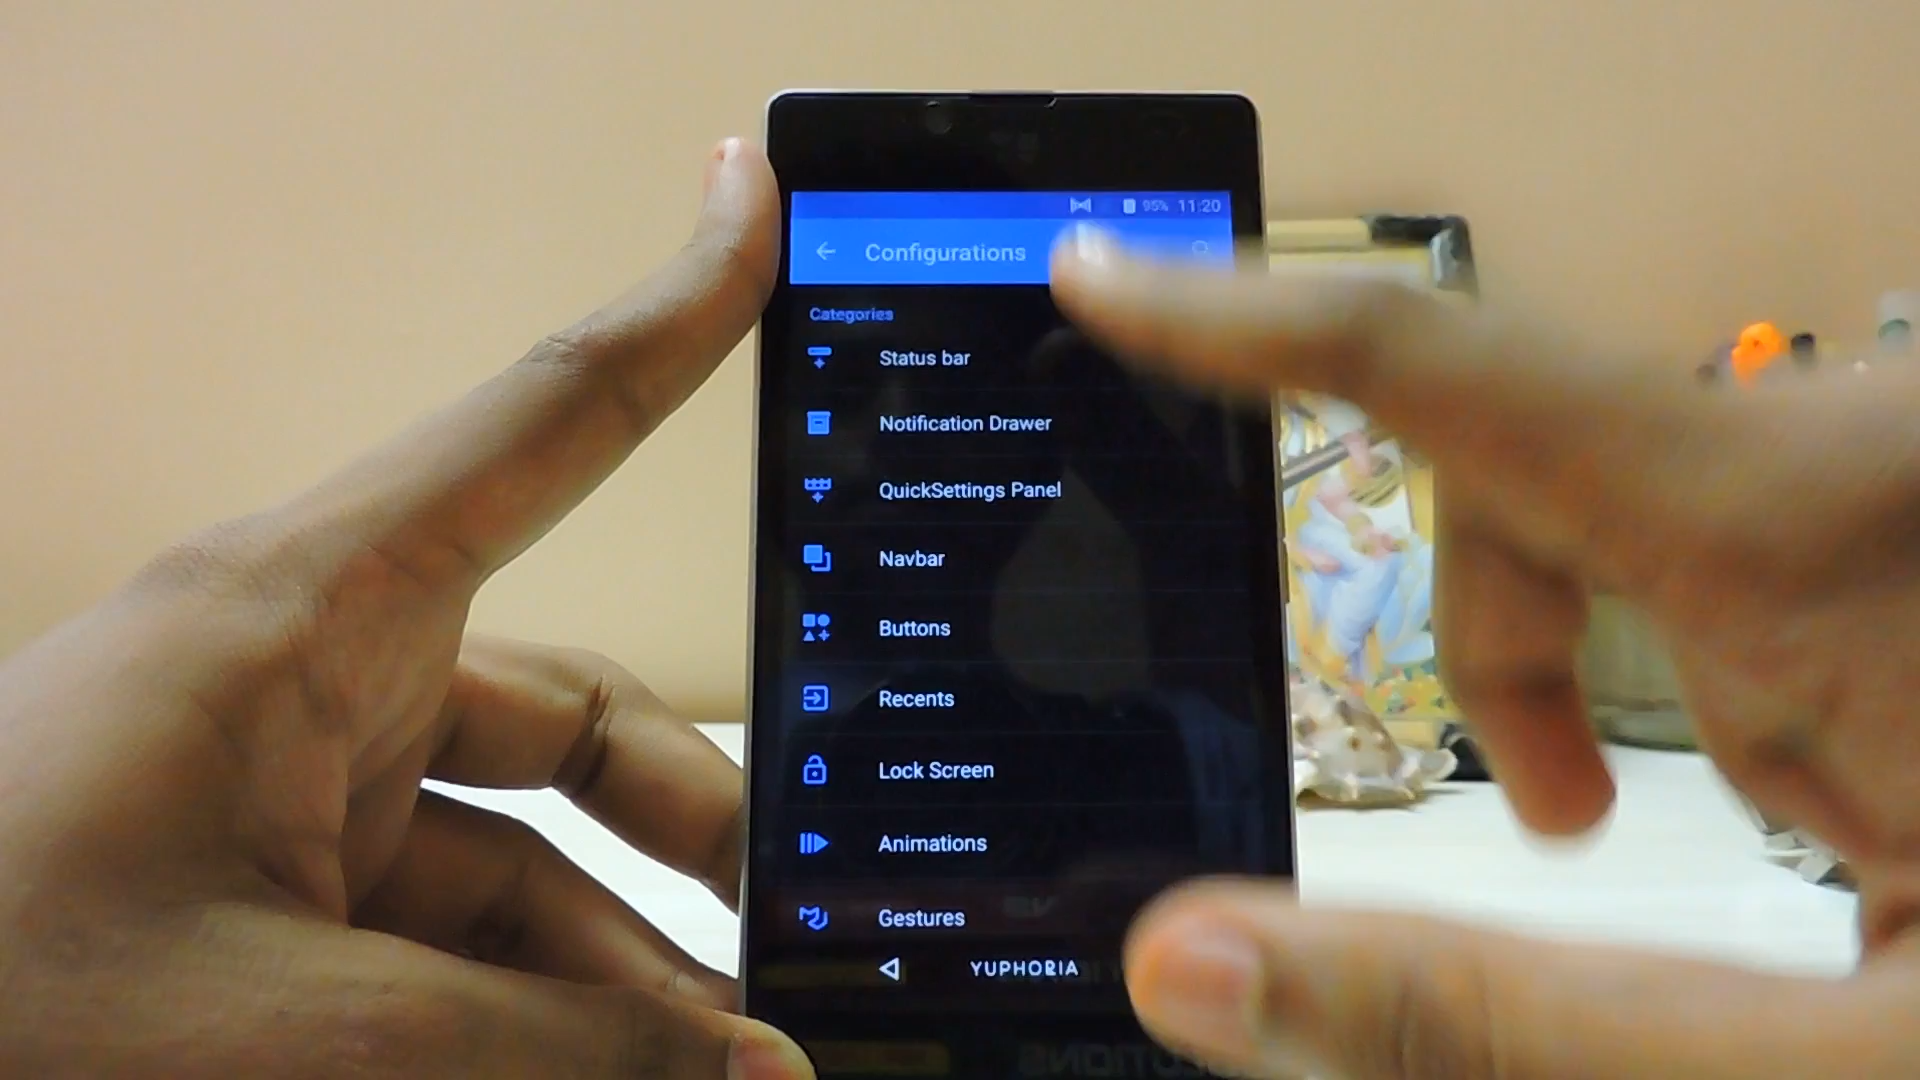 95% 11:20
Configurations
Categories
Status bar
Notification Drawer
QuickSettings Panel
Navbar
Buttons
Recents
Lock Screen
Animations
Gestures
YUPHORIA